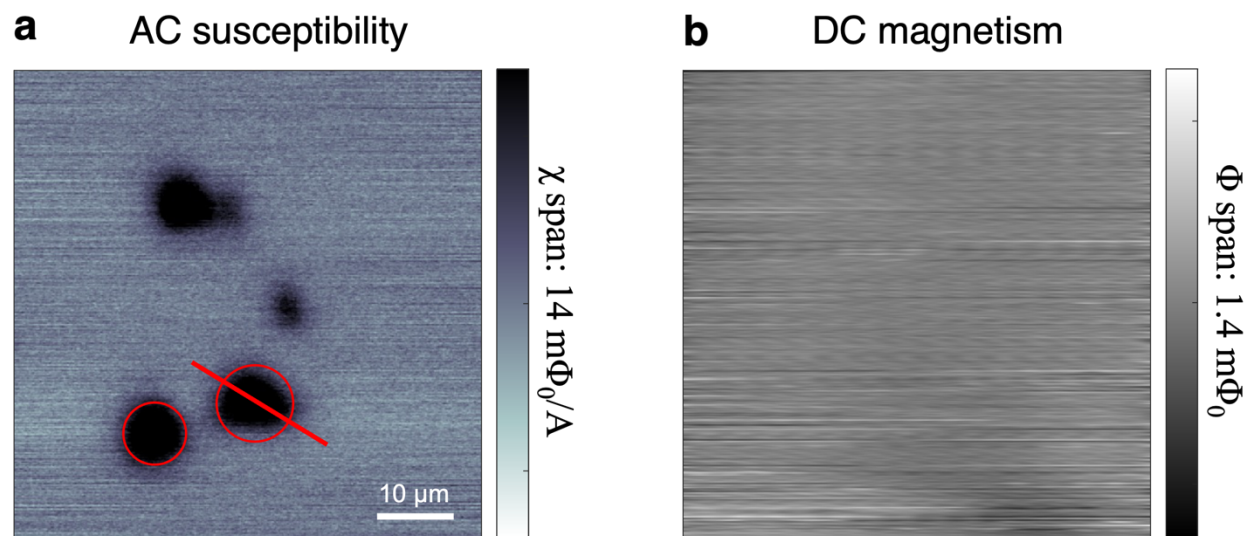 a AC susceptibility
χ span: 14 mΦ₀/A
10 μm
b DC magnetism
Φ span: 1.4 mΦ₀